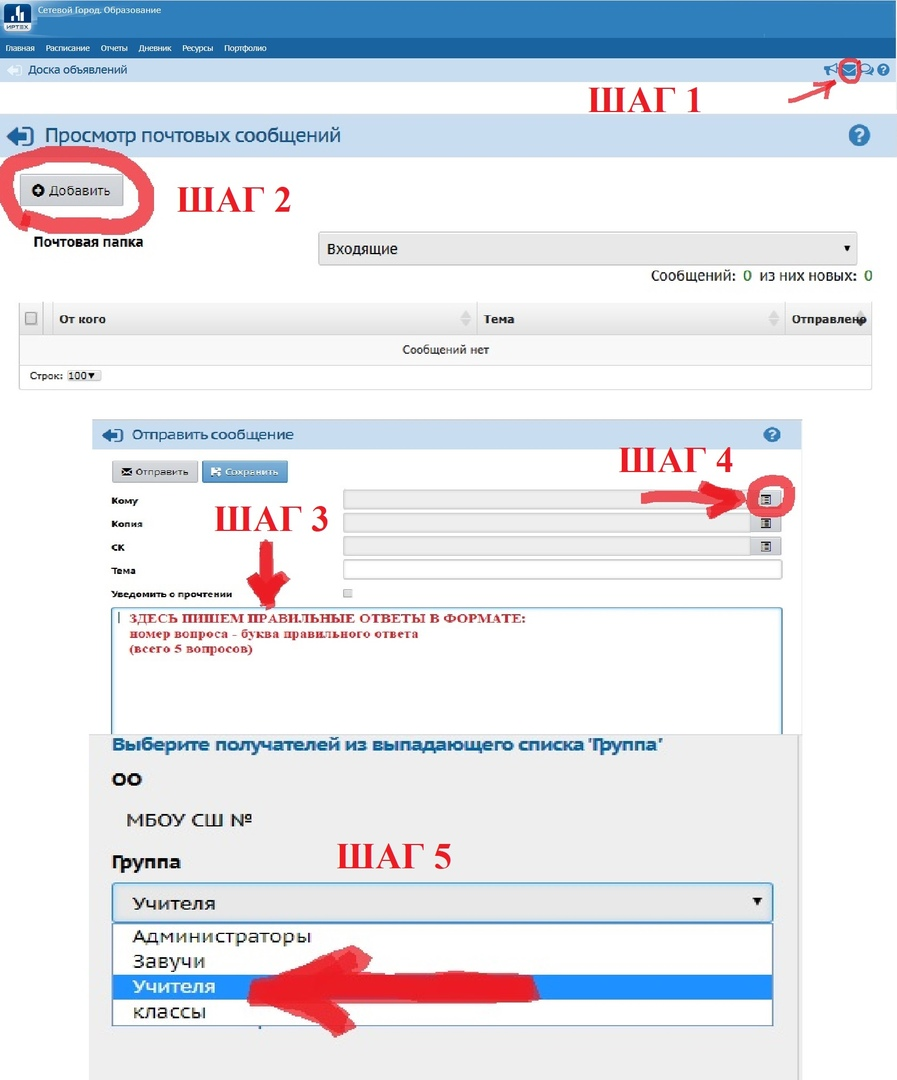 Сетевой Город. Образование
ИРТЕХ
Главная Расписание Отчеты Дневник Ресурсы Портфолио
Доска объявлений
ШАГ 1
Просмотр почтовых сообщений
Добавить
ШАГ 2
Почтовая папка
Входящие
Сообщений: 0 из них новых: 0
От кого Тема Отправлено
Сообщений нет
Строк: 100
Отправить сообщение
ШАГ 4
Отправить Сохранить
Кому
ШАГ 3
Копия
СК
Тема
Уведомить о прочтении
ЗДЕСЬ ПИШЕМ ПРАВИЛЬНЫЕ ОТВЕТЫ В ФОРМАТЕ:
номер вопроса - буква правильного ответа
(всего 5 вопросов)
Выберите получателей из выпадающего списка 'Группа'
ОО
МБОУ СШ №
ШАГ 5
Группа
Учителя
Администраторы
Завучи
Учителя
классы